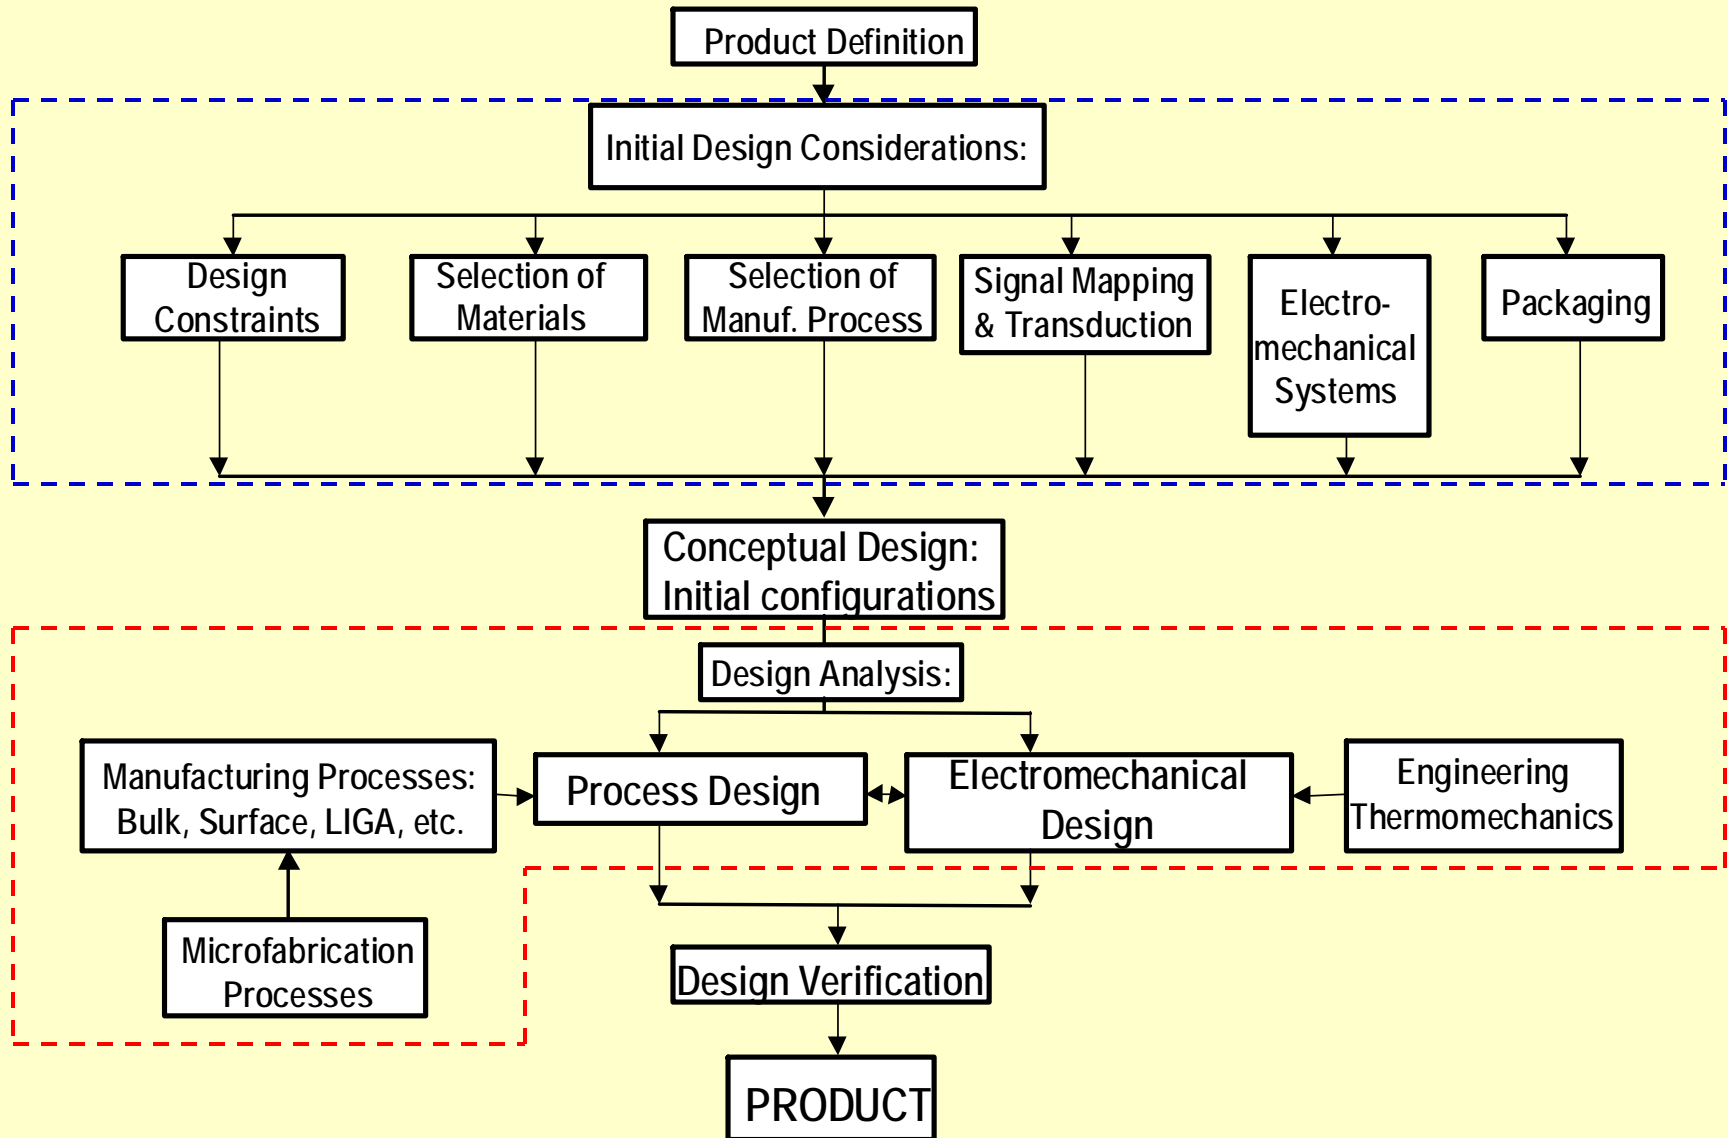 Product Definition
Initial Design Considerations:
Design
Constraints
Selection of
Materials
Selection of
Manuf. Process
Signal Mapping
& Transduction
Electro-
mechanical
Systems
Packaging
Conceptual Design:
Initial configurations
Design Analysis:
Manufacturing Processes:
Bulk, Surface, LIGA, etc.
Process Design
Electromechanical
Design
Engineering
Thermomechanics
Microfabrication
Processes
Design Verification
PRODUCT